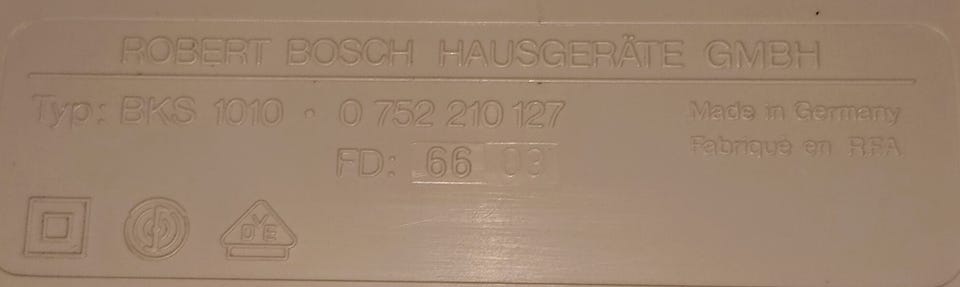 ROBERT BOSCH HAUSGERÄTE GMBH
Typ: BKS 1010 · 0 752 210 127
Made in Germany
FD: 66 03
Fabriqué en RFA
VDE